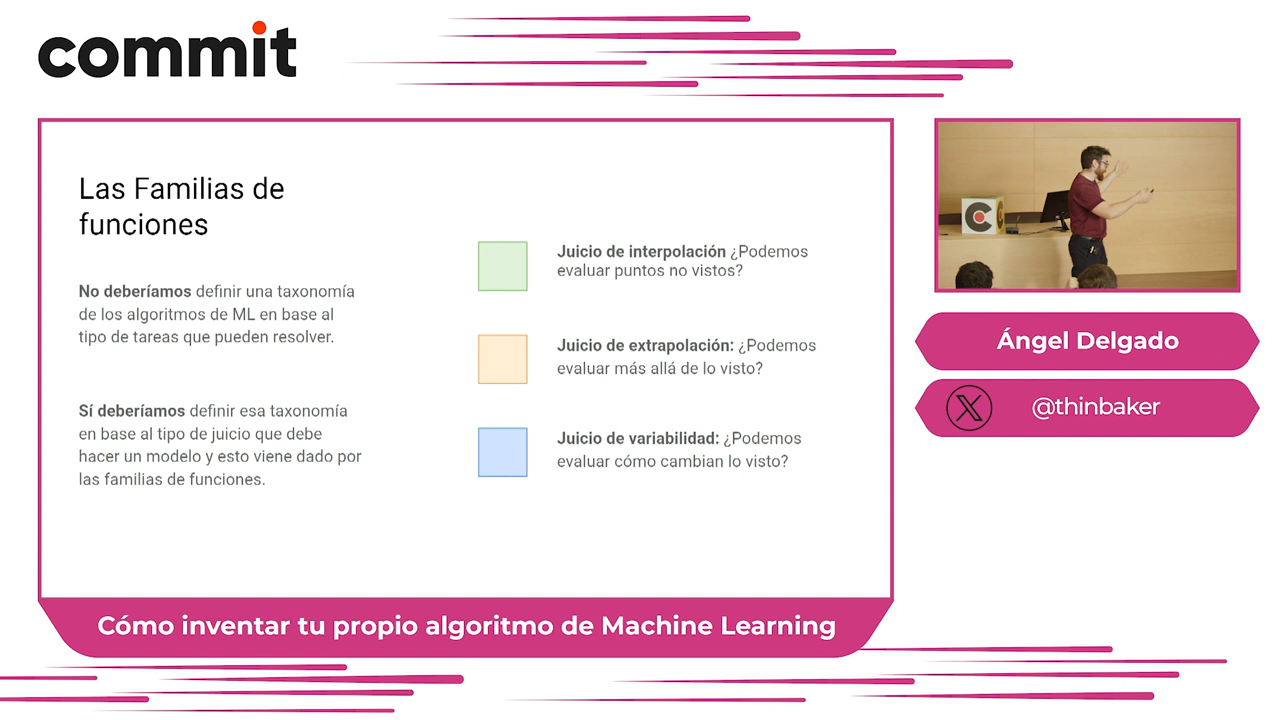 commit
Las Familias de
funciones
No deberíamos definir una taxonomía
de los algoritmos de ML en base al
tipo de tareas que pueden resolver.
Sí deberíamos definir esa taxonomía
en base al tipo de juicio que debe
hacer un modelo y esto viene dado por
las familias de funciones.
Juicio de interpolación ¿Podemos
evaluar puntos no vistos?
Juicio de extrapolación: ¿Podemos
evaluar más allá de lo visto?
Juicio de variabilidad: ¿Podemos
evaluar cómo cambian lo visto?
Ángel Delgado
@thinbaker
Cómo inventar tu propio algoritmo de Machine Learning